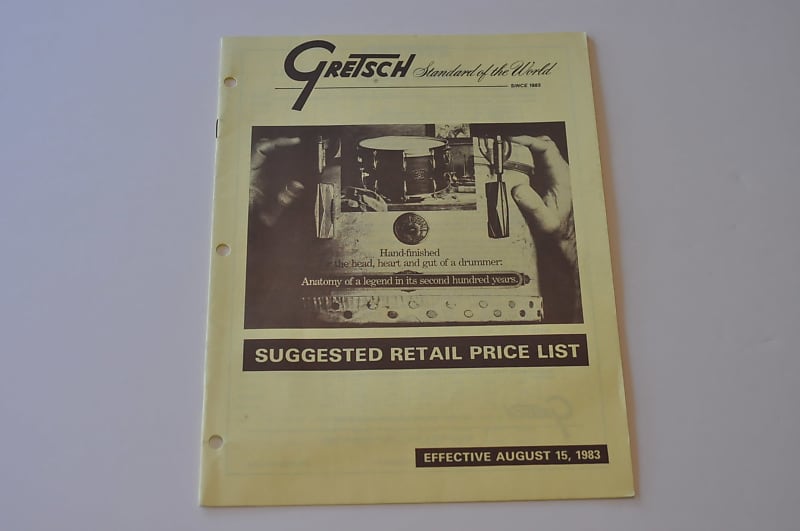 GRETSCH Standard of the World
SINCE 1883
Hand-finished
the head, heart and gut of a drummer:
Anatomy of a legend in its second hundred years.
SUGGESTED RETAIL PRICE LIST
EFFECTIVE AUGUST 15, 1983